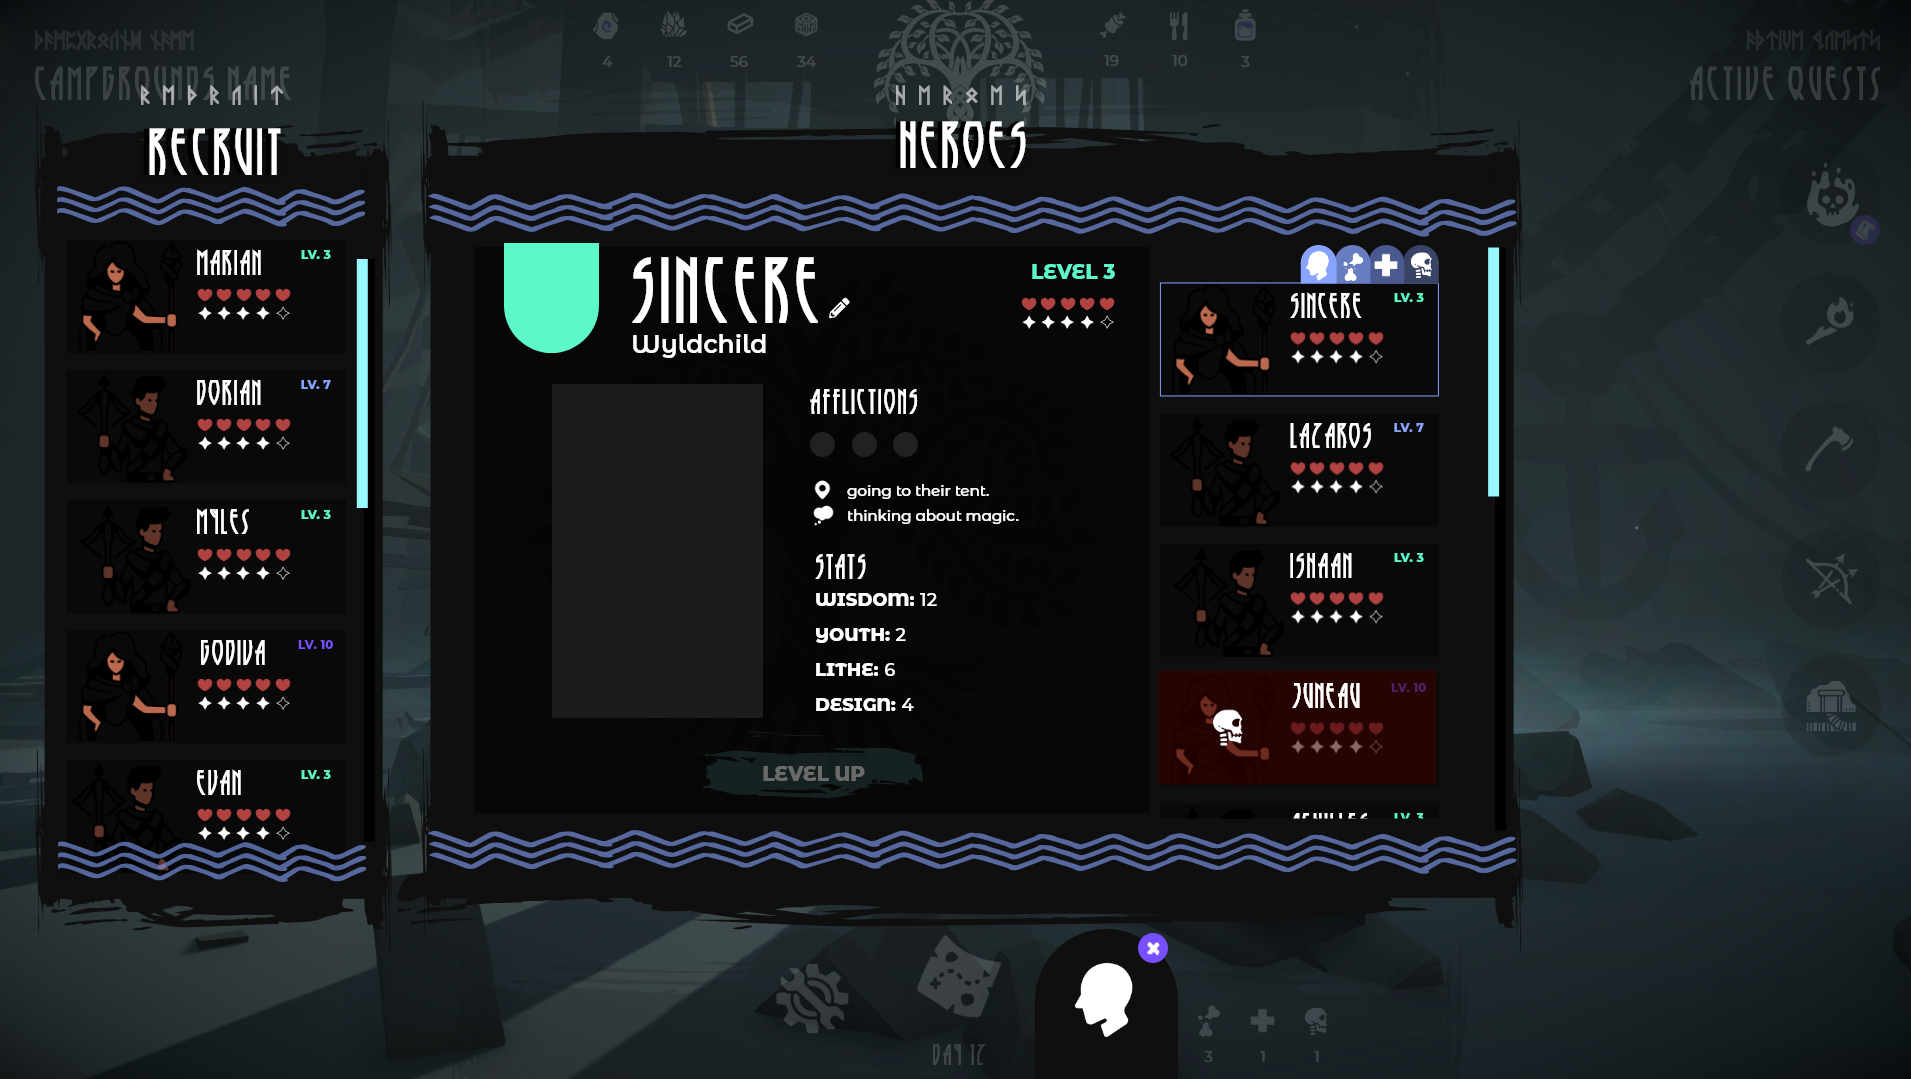 4 12 56 34 19 10 3
CAMPGROUNDS NAME
ACTIVE QUESTS
ᚺᛖᚱᛟᛖᛊ
RECRUIT
HEROES
MARIAN LV. 3
DORIAN LV. 7
MYLES LV. 3
GODIVA LV. 10
EVAN LV. 3
SINCERE
LEVEL 3
Wyldchild
AFFLICTIONS
going to their tent.
thinking about magic.
STATS
WISDOM: 12
YOUTH: 2
LITHE: 6
DESIGN: 4
LEVEL UP
SINCERE LV. 3
LAZAROS LV. 7
ISHAAN LV. 3
JUNEAU LV. 10
LV. 3
DAY 12
3 1 1